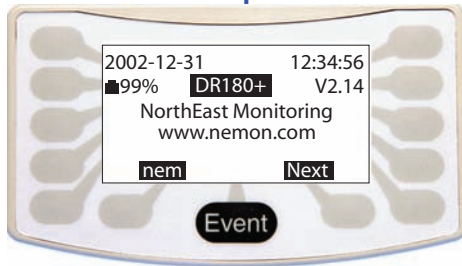 2002-12-31 12:34:56
99% DR180+ V2.14
NorthEast Monitoring
www.nemon.com
nem Next
Event